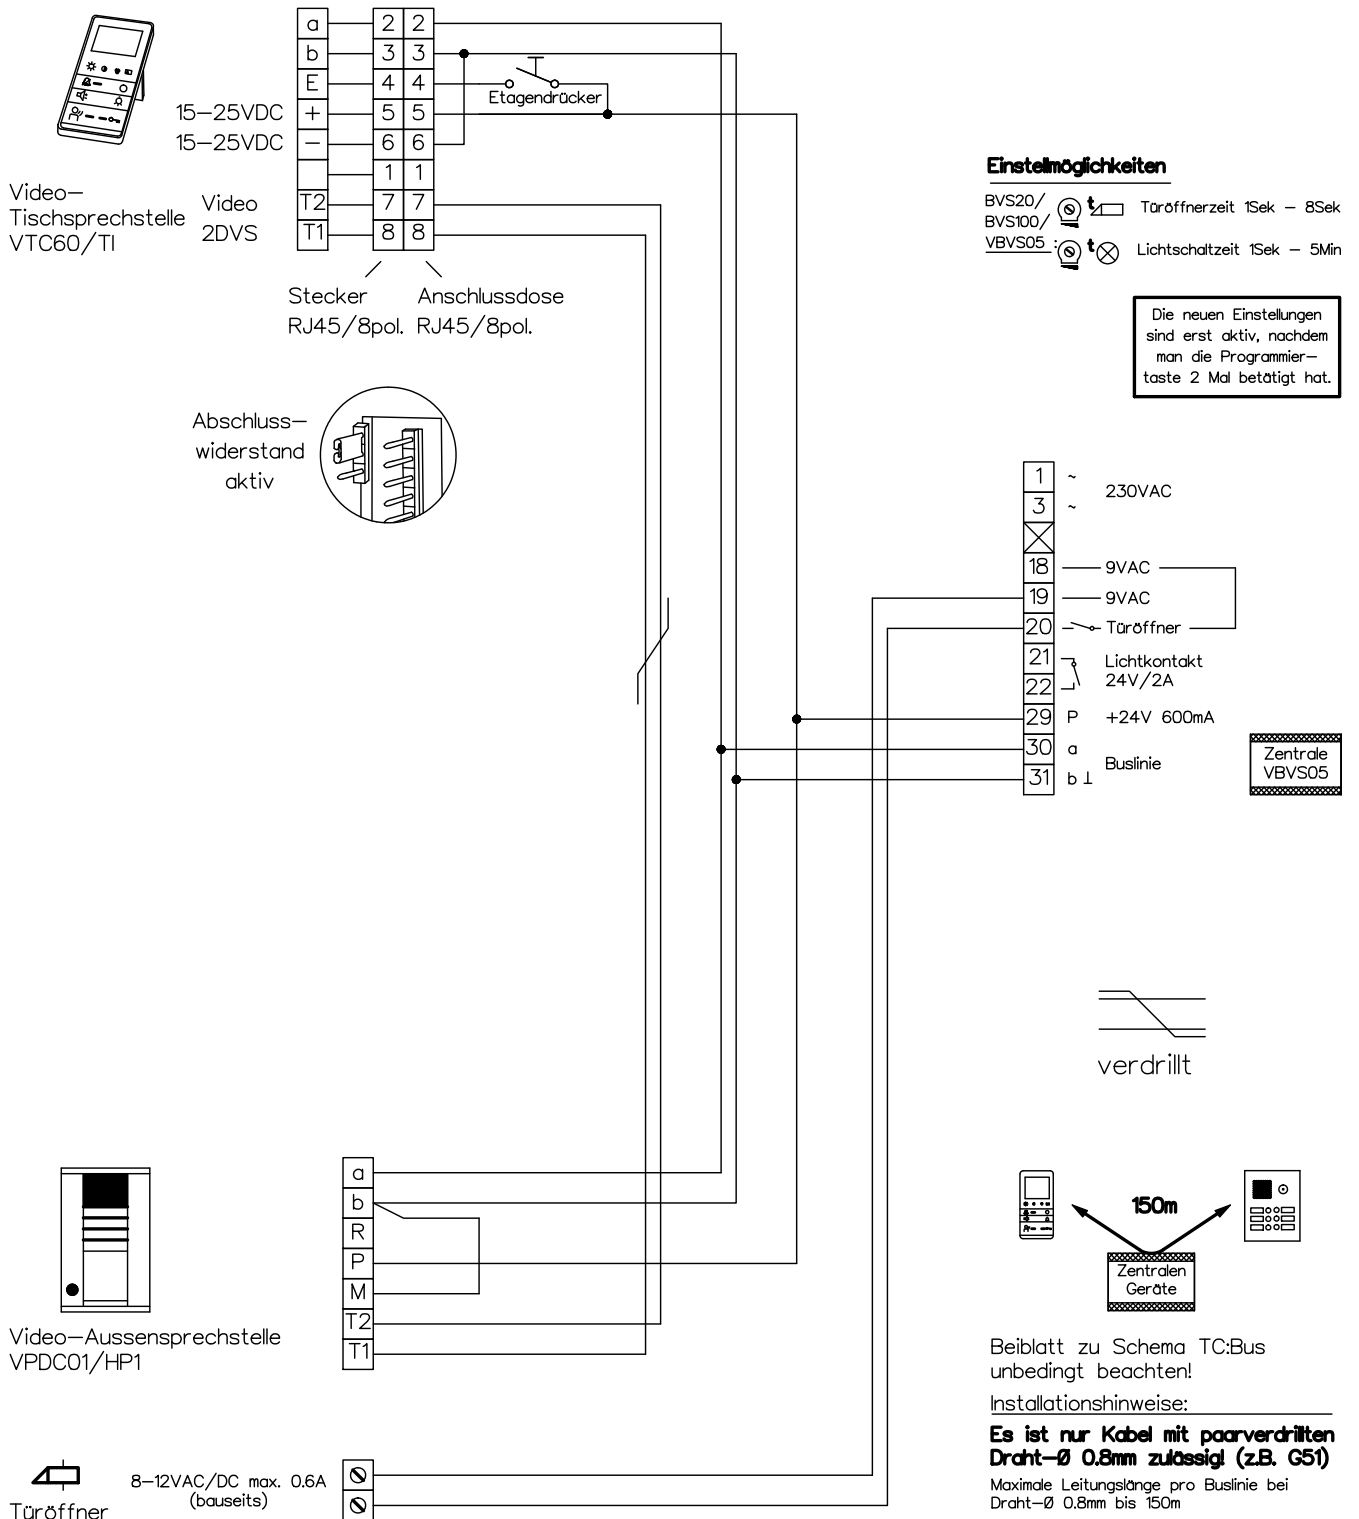 a 2 2
b 3 3
E 4 4
Etagendrücker
15-25VDC + 5 5
15-25VDC - 6 6
1 1
Video T2 7 7
2DVS T1 8 8
Video-
Tischsprechstelle
VTC60/TI
Stecker
RJ45/8pol.
Anschlussdose
RJ45/8pol.
Abschluss-
widerstand
aktiv
Einstellmöglichkeiten
BVS20/
BVS100/
VBVS05 :
t Türöffnerzeit 1Sek - 8Sek
t Lichtschaltzeit 1Sek - 5Min
Die neuen Einstellungen
sind erst aktiv, nachdem
man die Programmier-
taste 2 Mal betätigt hat.
1 ~
230VAC
3 ~
18 9VAC
19 9VAC
20 Türöffner
21 Lichtkontakt
22 24V/2A
29 P +24V 600mA
30 a
Buslinie
31 b ⊥
Zentrale
VBVS05
verdrillt
a
b
R
P
M
T2
T1
Video-Aussensprechstelle
VPDC01/HP1
150m
Zentralen
Geräte
Beiblatt zu Schema TC:Bus
unbedingt beachten!
Installationshinweise:
Es ist nur Kabel mit paarverdrillten
Draht-Ø 0.8mm zulässig! (z.B. G51)
Maximale Leitungslänge pro Buslinie bei
Draht-Ø 0.8mm bis 150m
8-12VAC/DC max. 0.6A
(bauseits)
Türöffner